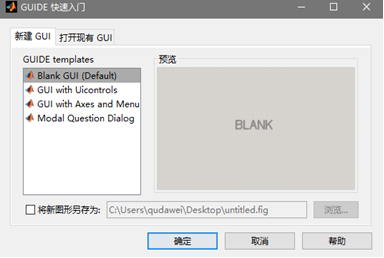 GUIDE 快速入门
新建 GUI
打开现有 GUI
GUIDE templates
Blank GUI (Default)
GUI with Uicontrols
GUI with Axes and Menu
Modal Question Dialog
预览
BLANK
将新图形另存为:
C:\Users\qudawei\Desktop\untitled.fig
浏览...
确定
取消
帮助